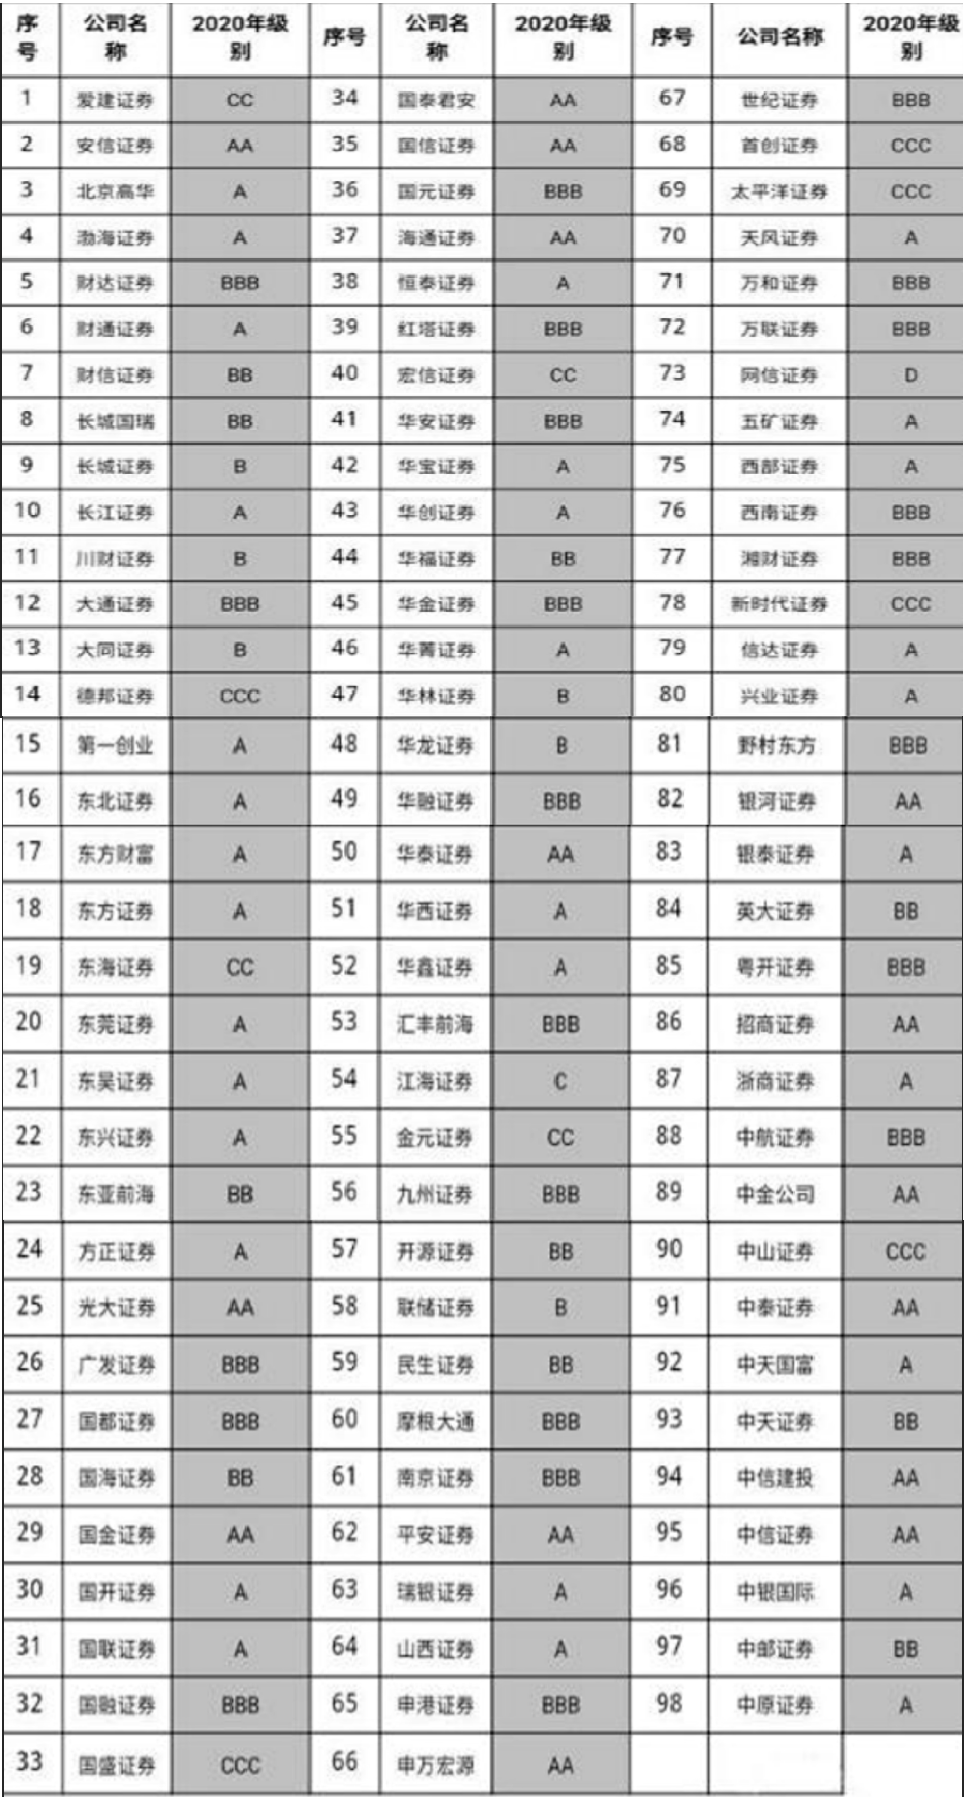 序号 公司名称 2020年级别 序号 公司名称 2020年级别 序号 公司名称 2020年级别
1 爱建证券 CC 34 国泰君安 AA 67 世纪证券 BBB
2 安信证券 AA 35 国信证券 AA 68 首创证券 CCC
3 北京高华 A 36 国元证券 BBB 69 太平洋证券 CCC
4 渤海证券 A 37 海通证券 AA 70 天风证券 A
5 财达证券 BBB 38 恒泰证券 A 71 万和证券 BBB
6 财通证券 A 39 红塔证券 BBB 72 万联证券 BBB
7 财信证券 BB 40 宏信证券 CC 73 网信证券 D
8 长城国瑞 BB 41 华安证券 BBB 74 五矿证券 A
9 长城证券 B 42 华宝证券 A 75 西部证券 A
10 长江证券 A 43 华创证券 A 76 西南证券 BBB
11 川财证券 B 44 华福证券 BB 77 湘财证券 BBB
12 大通证券 BBB 45 华金证券 BBB 78 新时代证券 CCC
13 大同证券 B 46 华菁证券 A 79 信达证券 A
14 德邦证券 CCC 47 华林证券 B 80 兴业证券 A
15 第一创业 A 48 华龙证券 B 81 野村东方 BBB
16 东北证券 A 49 华融证券 BBB 82 银河证券 AA
17 东方财富 A 50 华泰证券 AA 83 银泰证券 A
18 东方证券 A 51 华西证券 A 84 英大证券 BB
19 东海证券 CC 52 华鑫证券 A 85 粤开证券 BBB
20 东莞证券 A 53 汇丰前海 BBB 86 招商证券 AA
21 东吴证券 A 54 江海证券 C 87 浙商证券 A
22 东兴证券 A 55 金元证券 CC 88 中航证券 BBB
23 东亚前海 BB 56 九州证券 BBB 89 中金公司 AA
24 方正证券 A 57 开源证券 BB 90 中山证券 CCC
25 光大证券 AA 58 联储证券 B 91 中泰证券 AA
26 广发证券 BBB 59 民生证券 BB 92 中天国富 A
27 国都证券 BBB 60 摩根大通 BBB 93 中天证券 BB
28 国海证券 BB 61 南京证券 BBB 94 中信建投 AA
29 国金证券 AA 62 平安证券 AA 95 中信证券 AA
30 国开证券 A 63 瑞银证券 A 96 中银国际 A
31 国联证券 A 64 山西证券 A 97 中邮证券 BB
32 国融证券 BBB 65 申港证券 BBB 98 中原证券 A
33 国盛证券 CCC 66 申万宏源 AA